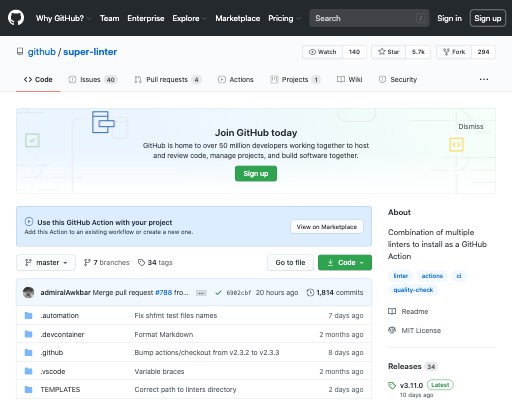 Why GitHub? Team Enterprise Explore Marketplace Pricing Search / Sign in Sign up
github / super-linter Watch 140 Star 5.7k Fork 294
Code Issues 40 Pull requests 4 Actions Projects 1 Wiki Security ...
Dismiss
Join GitHub today
GitHub is home to over 50 million developers working together to host
and review code, manage projects, and build software together.
Sign up
Use this GitHub Action with your project
Add this Action to an existing workflow or create a new one.
View on Marketplace
master 7 branches 34 tags Go to file Code
admiralAwkbar Merge pull request #788 fro... ... 6902cbf 20 hours ago 1,814 commits
.automation Fix shfmt test files names 7 days ago
.devcontainer Format Markdown 2 months ago
.github Bump actions/checkout from v2.3.2 to v2.3.3 8 days ago
.vscode Variable braces 2 months ago
TEMPLATES Correct path to linters directory 2 days ago
About
Combination of multiple
linters to install as a GitHub
Action
linter actions ci
quality-check
Readme
MIT License
Releases 34
v3.11.0 Latest
10 days ago